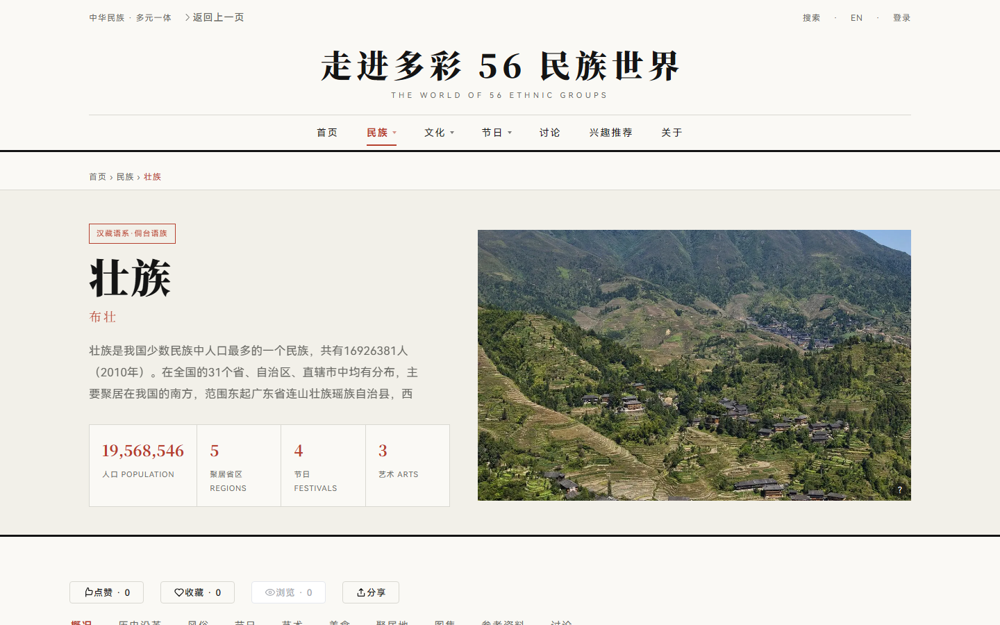 中华民族 · 多元一体 返回上一页
搜索 · EN · 登录
走进多彩 56 民族世界
THE WORLD OF 56 ETHNIC GROUPS
首页 民族 文化 节日 讨论 兴趣推荐 关于
首页 › 民族 › 壮族
汉藏语系·侗台语族
壮族
布壮
壮族是我国少数民族中人口最多的一个民族，共有16926381人
（2010年）。在全国的31个省、自治区、直辖市中均有分布，主
要聚居在我国的南方，范围东起广东省连山壮族瑶族自治县，西
19,568,546
人口 POPULATION
5
聚居省区
REGIONS
4
节日
FESTIVALS
3
艺术 ARTS
?
点赞 · 0
收藏 · 0
浏览 · 0
分享
概况 历史沿革 风俗 节日 艺术 美食 聚居地 图集 参考资料 讨论